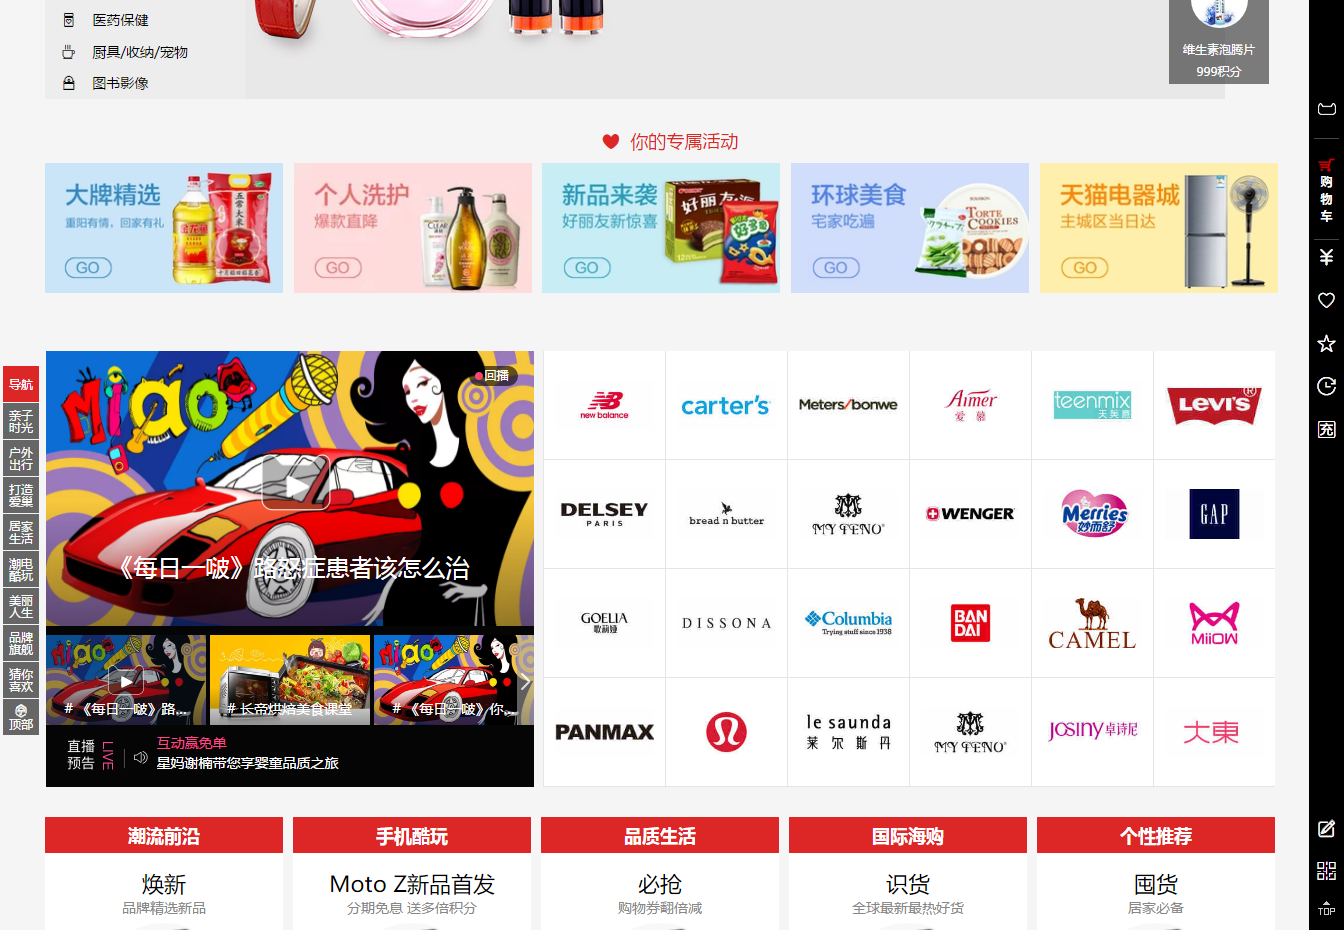 医药保健
厨具/收纳/宠物
图书影像
维生素泡腾片
999积分
你的专属活动
大牌精选
重阳有情，回家有礼
GO
个人洗护
爆款直降
GO
新品来袭
好丽友新惊喜
GO
环球美食
宅家吃遍
GO
天猫电器城
主城区当日达
GO
购物车
导航
亲子时光
户外出行
打造爱巢
居家生活
潮电酷玩
美丽人生
品牌旗舰
猜你喜欢
顶部
miao
回播
《每日一啵》路怒症患者该怎么治
# 《每日一啵》路...
# 长帝烘焙美食课堂
# 《每日一啵》你...
直播预告
LIVE
互动赢免单
星妈谢楠带您享婴童品质之旅
new balance
carter's
Meters/bonwe
Aimer
爱慕
teenmix
天美意
LEVI'S
DELSEY
PARIS
bread n butter
MY TENO
WENGER
Merries
妙而舒
GAP
GOELIA
歌莉娅
DISSONA
Columbia
Trying stuff since 1938
BANDAI
CAMEL
MiiOW
PANMAX
le saunda
莱尔斯丹
MY TENO
JOSINY 卓诗尼
大東
充
TOP
潮流前沿
手机酷玩
品质生活
国际海购
个性推荐
焕新
品牌精选新品
Moto Z新品首发
分期免息 送多倍积分
必抢
购物券翻倍减
识货
全球最新最热好货
囤货
居家必备